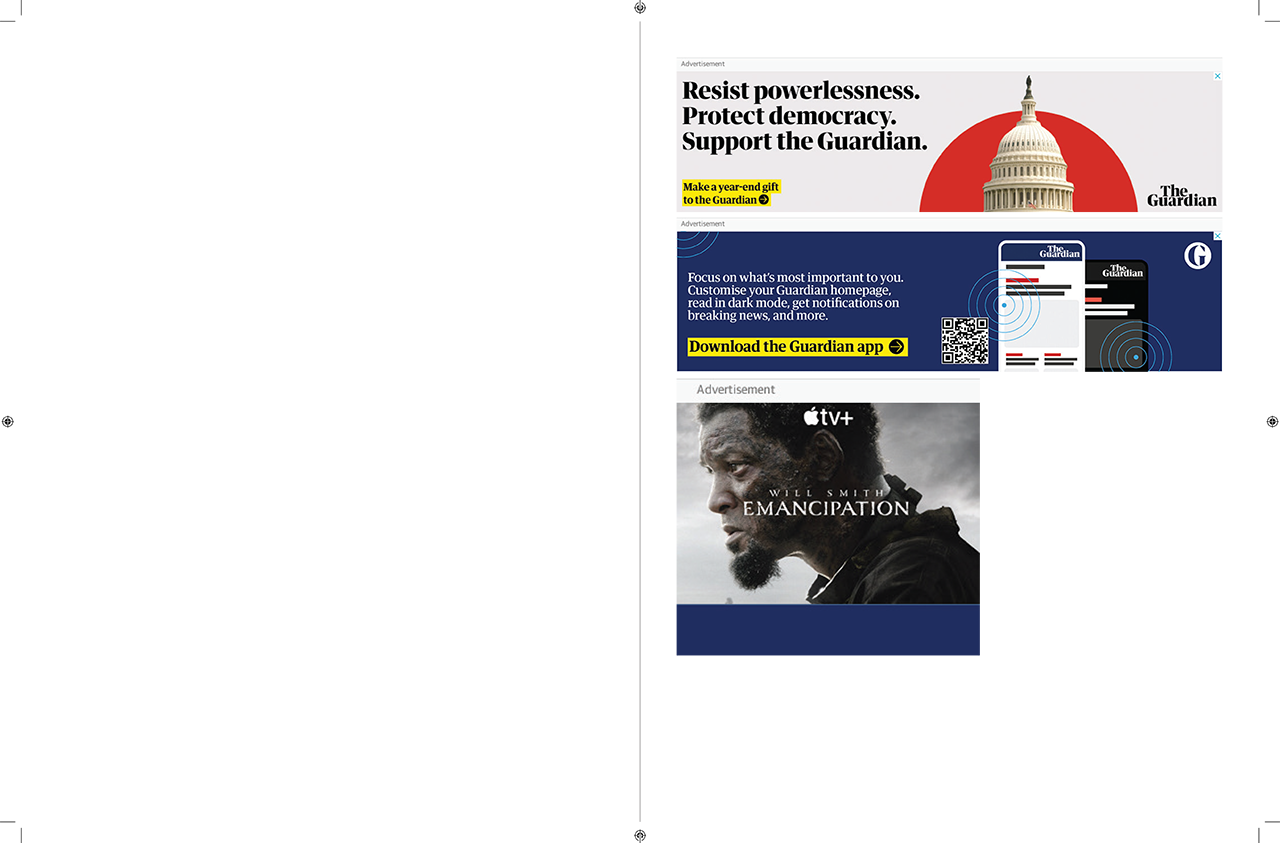 Advertisement
Resist powerlessness.
Protect democracy.
Support the Guardian.
Make a year-end gift
to the Guardian
The
Guardian
Advertisement
Focus on what's most important to you.
Customise your Guardian homepage,
read in dark mode, get notifications on
breaking news, and more.
Download the Guardian app
The
Guardian
The
Guardian
G
Advertisement
tv+
WILL SMITH
EMANCIPATION